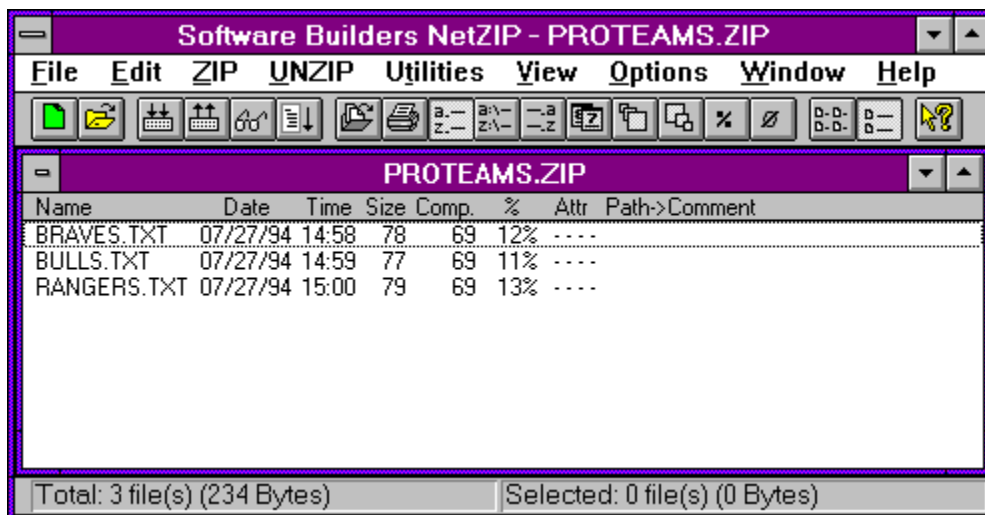 Software Builders NetZIP - PROTEAMS.ZIP
File Edit ZIP UNZIP Utilities View Options Window Help
PROTEAMS.ZIP
Name Date Time Size Comp. % Attr Path->Comment
BRAVES.TXT 07/27/94 14:58 78 69 12% ----
BULLS.TXT 07/27/94 14:59 77 69 11% ----
RANGERS.TXT 07/27/94 15:00 79 69 13% ----
Total: 3 file(s) (234 Bytes) Selected: 0 file(s) (0 Bytes)